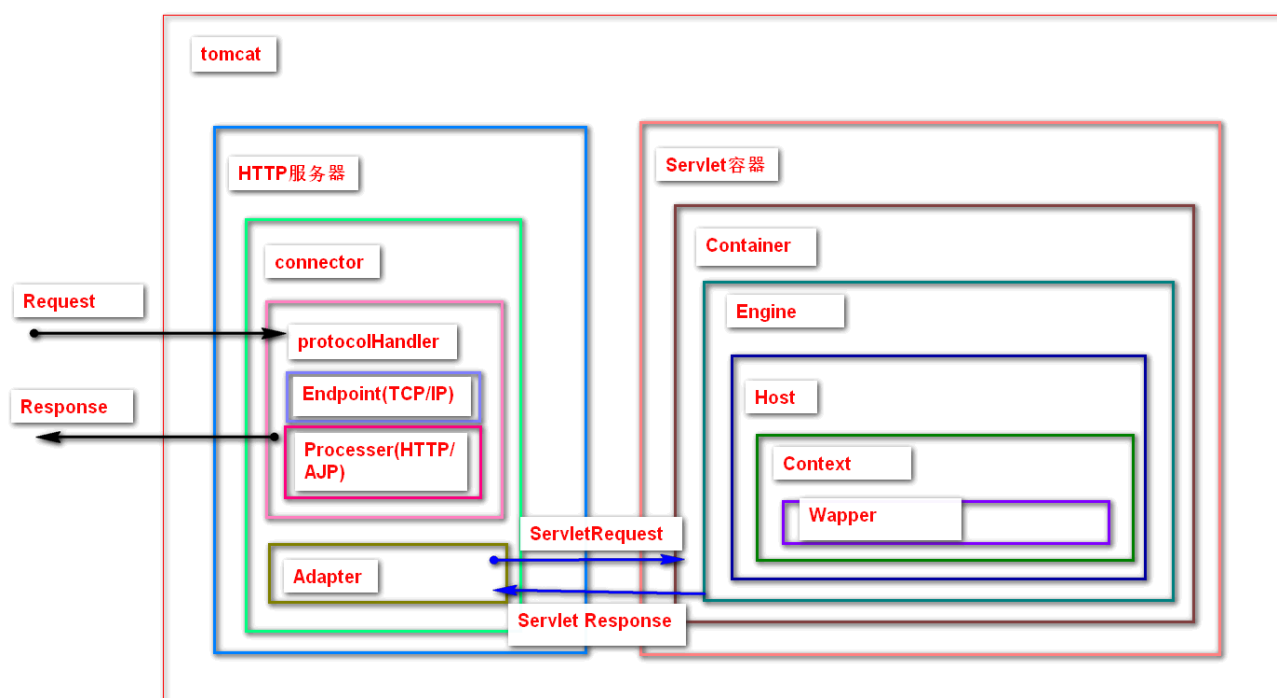 tomcat
HTTP服务器
connector
Request
protocolHandler
Endpoint(TCP/IP)
Response
Processer(HTTP/
AJP)
Adapter
ServletRequest
Servlet Response
Servlet容器
Container
Engine
Host
Context
Wapper